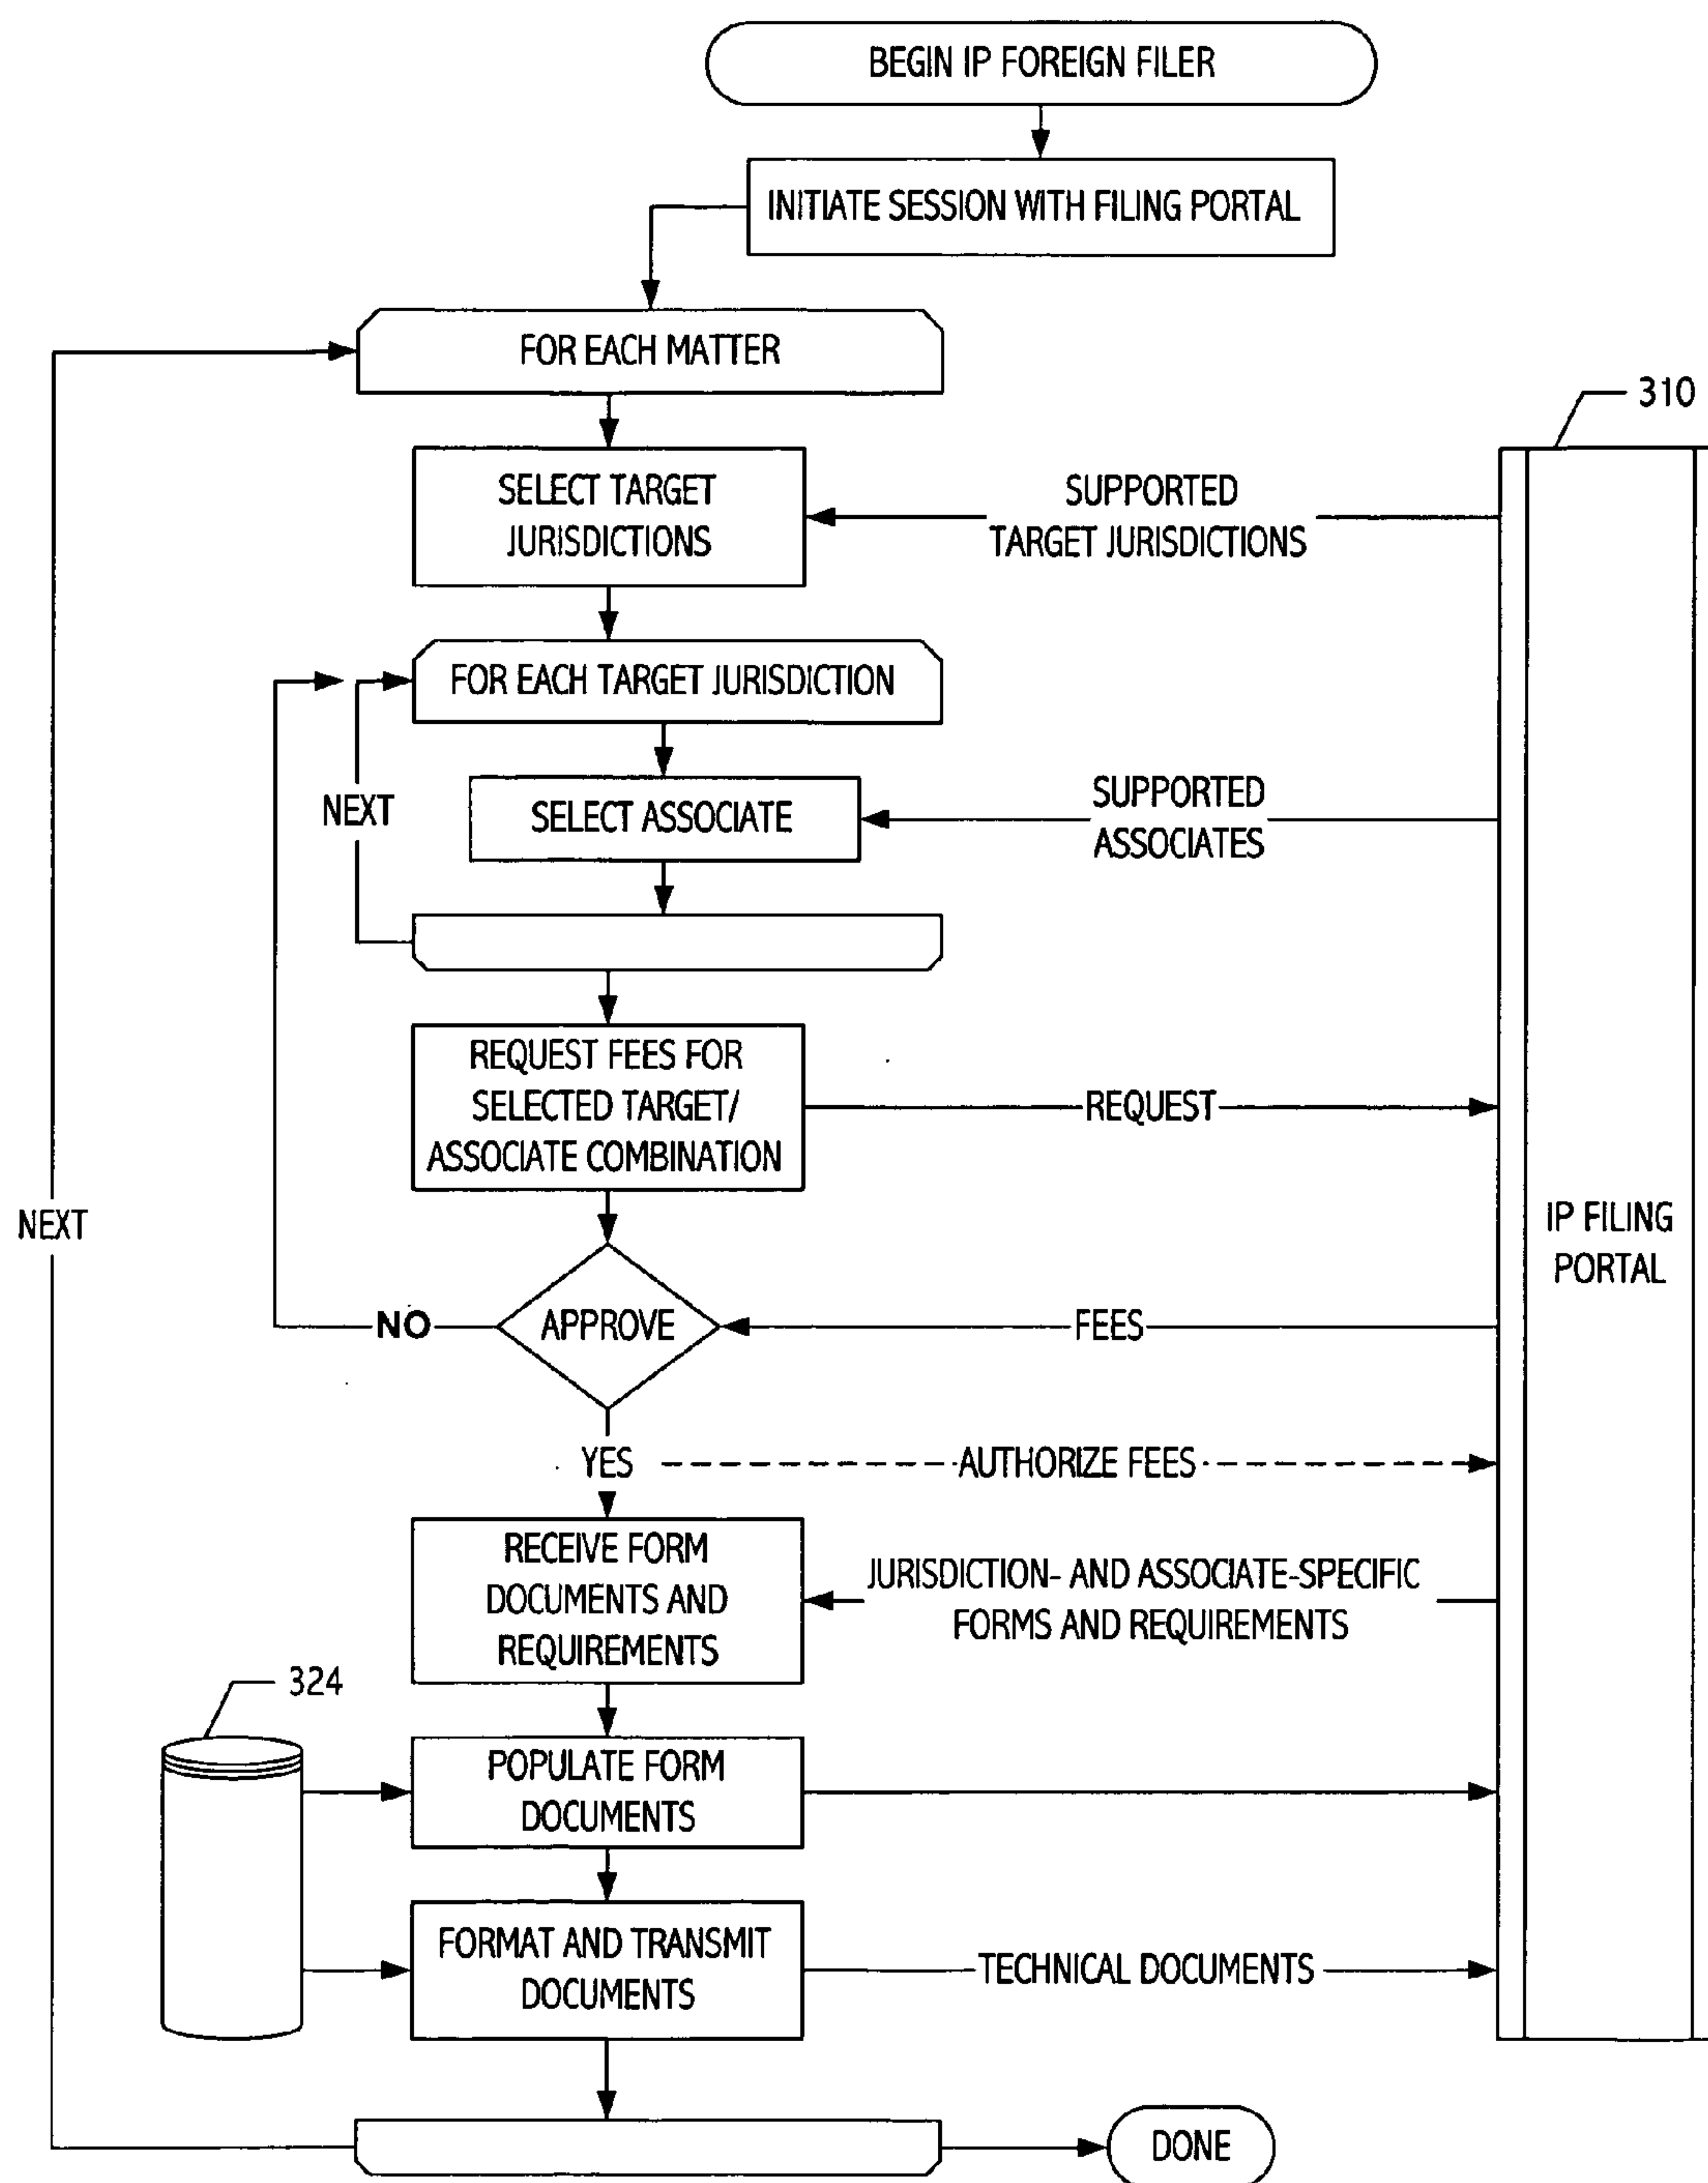 BEGIN IP FOREIGN FILER
INITIATE SESSION WITH FILING PORTAL
FOR EACH MATTER
310
SELECT TARGET
JURISDICTIONS
SUPPORTED
TARGET JURISDICTIONS
FOR EACH TARGET JURISDICTION
NEXT
SELECT ASSOCIATE
SUPPORTED
ASSOCIATES
REQUEST FEES FOR
SELECTED TARGET/
ASSOCIATE COMBINATION
REQUEST
NEXT
IP FILING
PORTAL
NO
APPROVE
FEES
YES
AUTHORIZE FEES
RECEIVE FORM
DOCUMENTS AND
REQUIREMENTS
JURISDICTION- AND ASSOCIATE-SPECIFIC
FORMS AND REQUIREMENTS
324
POPULATE FORM
DOCUMENTS
FORMAT AND TRANSMIT
DOCUMENTS
TECHNICAL DOCUMENTS
DONE